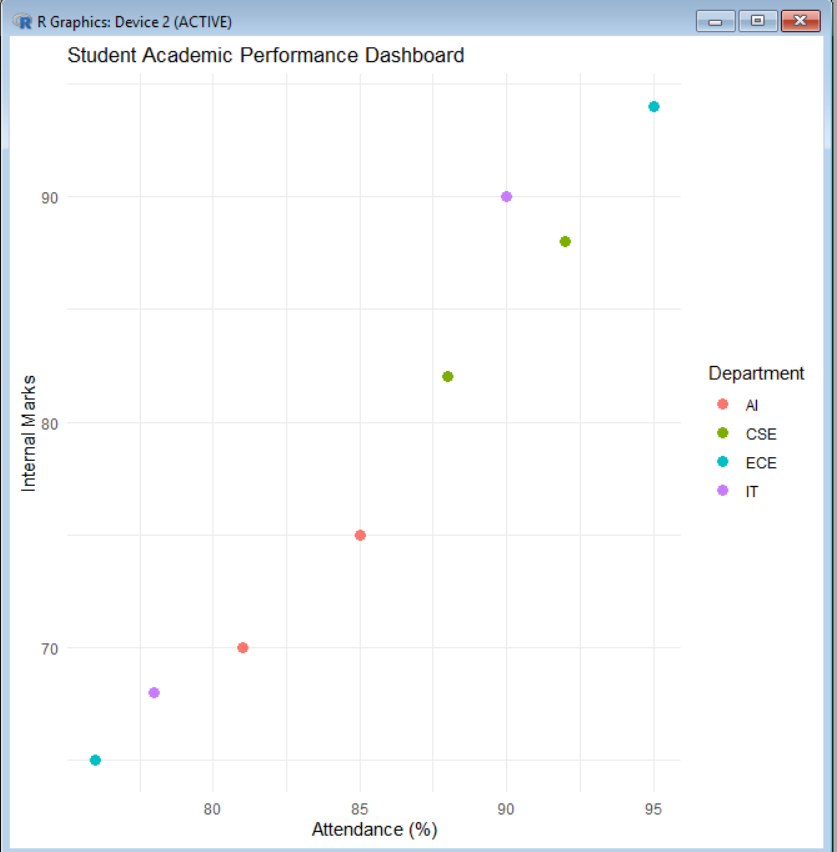 R Graphics: Device 2 (ACTIVE)
Student Academic Performance Dashboard
90
80
70
Internal Marks
80 85 90 95
Attendance (%)
Department
AI
CSE
ECE
IT